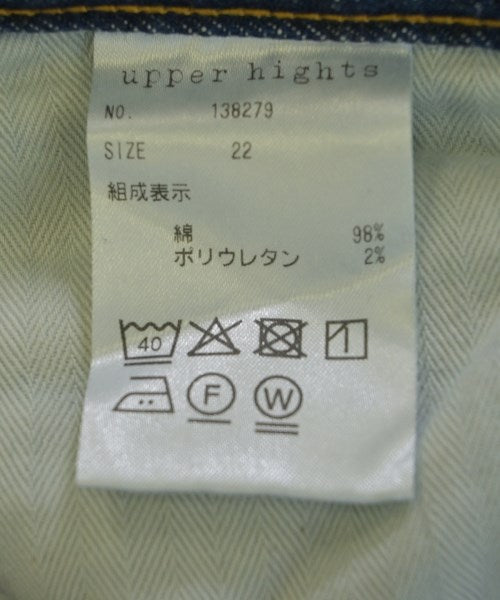 upper hights
NO. 138279
SIZE 22
組成表示
綿 98%
ポリウレタン 2%
40
F W